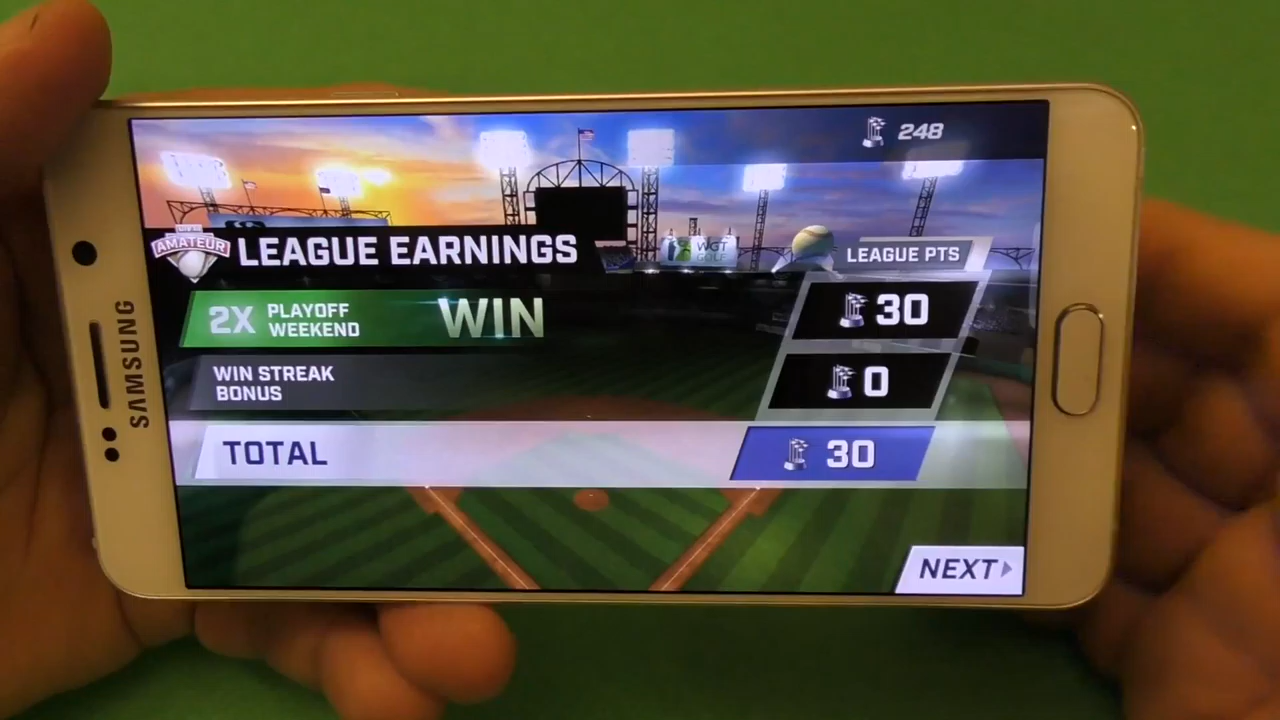 248
AMATEUR
LEAGUE EARNINGS
WGT
GOLF
LEAGUE PTS
2X PLAYOFF WEEKEND WIN
30
WIN STREAK
BONUS
0
TOTAL
30
NEXT
SAMSUNG